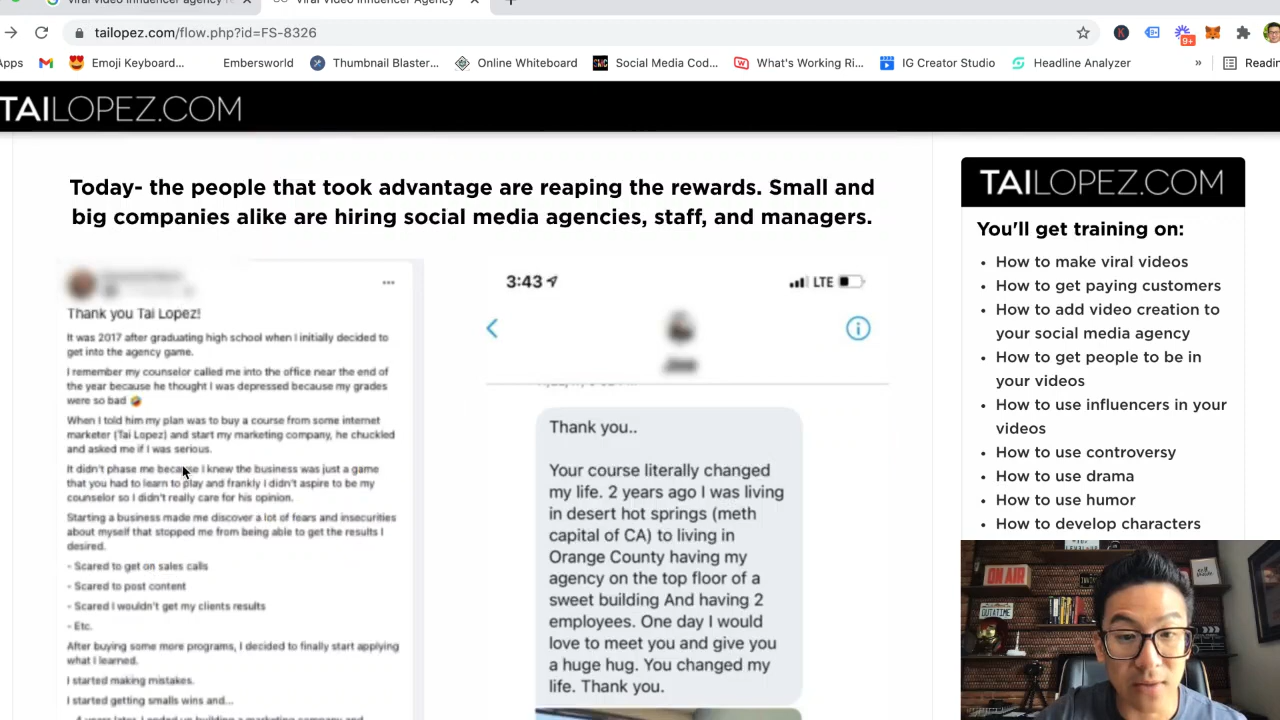 Viral Video Influencer Agency
tailopez.com/flow.php?id=FS-8326
9+
Apps
Emoji Keyboard...
Embersworld
Thumbnail Blaster...
Online Whiteboard
Social Media Cod...
What's Working Ri...
IG Creator Studio
Headline Analyzer
»
TAILOPEZ.COM
Today- the people that took advantage are reaping the rewards. Small and
big companies alike are hiring social media agencies, staff, and managers.
Thank you Tai Lopez!
It was 2017 after graduating high school when I initially decided to
get into the agency game.
I remember my counselor called me into the office near the end of
the year because he thought I was depressed because my grades
were so bad 🤣
When I told him my plan was to buy a course from some internet
marketer (Tai Lopez) and start my marketing company, he chuckled
and asked me if I was serious.
It didn't phase me because I knew the business was just a game
that you had to learn to play and frankly I didn't aspire to be my
counselor so I didn't really care for his opinion.
Starting a business made me discover a lot of fears and insecurities
about myself that stopped me from being able to get the results I
desired.
- Scared to get on sales calls
- Scared to post content
- Scared I wouldn't get my clients results
- Etc.
After buying some more programs, I decided to finally start applying
what I learned.
I started making mistakes.
I started getting smalls wins and...
3:43
LTE
Thank you..
Your course literally changed
my life. 2 years ago I was living
in desert hot springs (meth
capital of CA) to living in
Orange County having my
agency on the top floor of a
sweet building And having 2
employees. One day I would
love to meet you and give you
a huge hug. You changed my
life. Thank you.
TAILOPEZ.COM
You'll get training on:
• How to make viral videos
• How to get paying customers
• How to add video creation to
your social media agency
• How to get people to be in
your videos
• How to use influencers in your
videos
• How to use controversy
• How to use drama
• How to use humor
• How to develop characters
ON AIR
OUTATIME